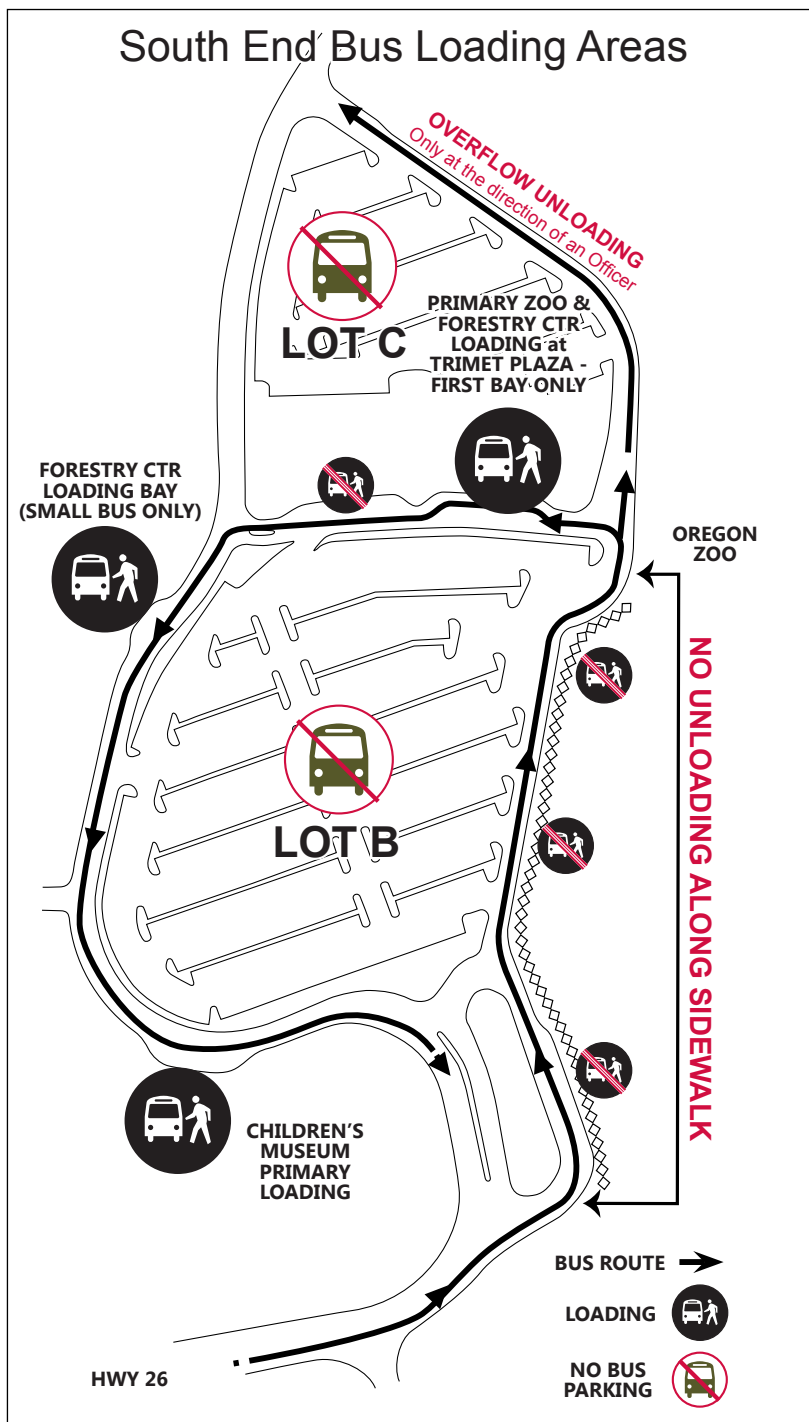 South End Bus Loading Areas
OVERFLOW UNLOADING
Only at the direction of an Officer
LOT C
PRIMARY ZOO &
FORESTRY CTR
LOADING at
TRIMET PLAZA -
FIRST BAY ONLY
FORESTRY CTR
LOADING BAY
(SMALL BUS ONLY)
OREGON
ZOO
NO UNLOADING ALONG SIDEWALK
LOT B
CHILDREN'S
MUSEUM
PRIMARY
LOADING
BUS ROUTE
LOADING
NO BUS
PARKING
HWY 26